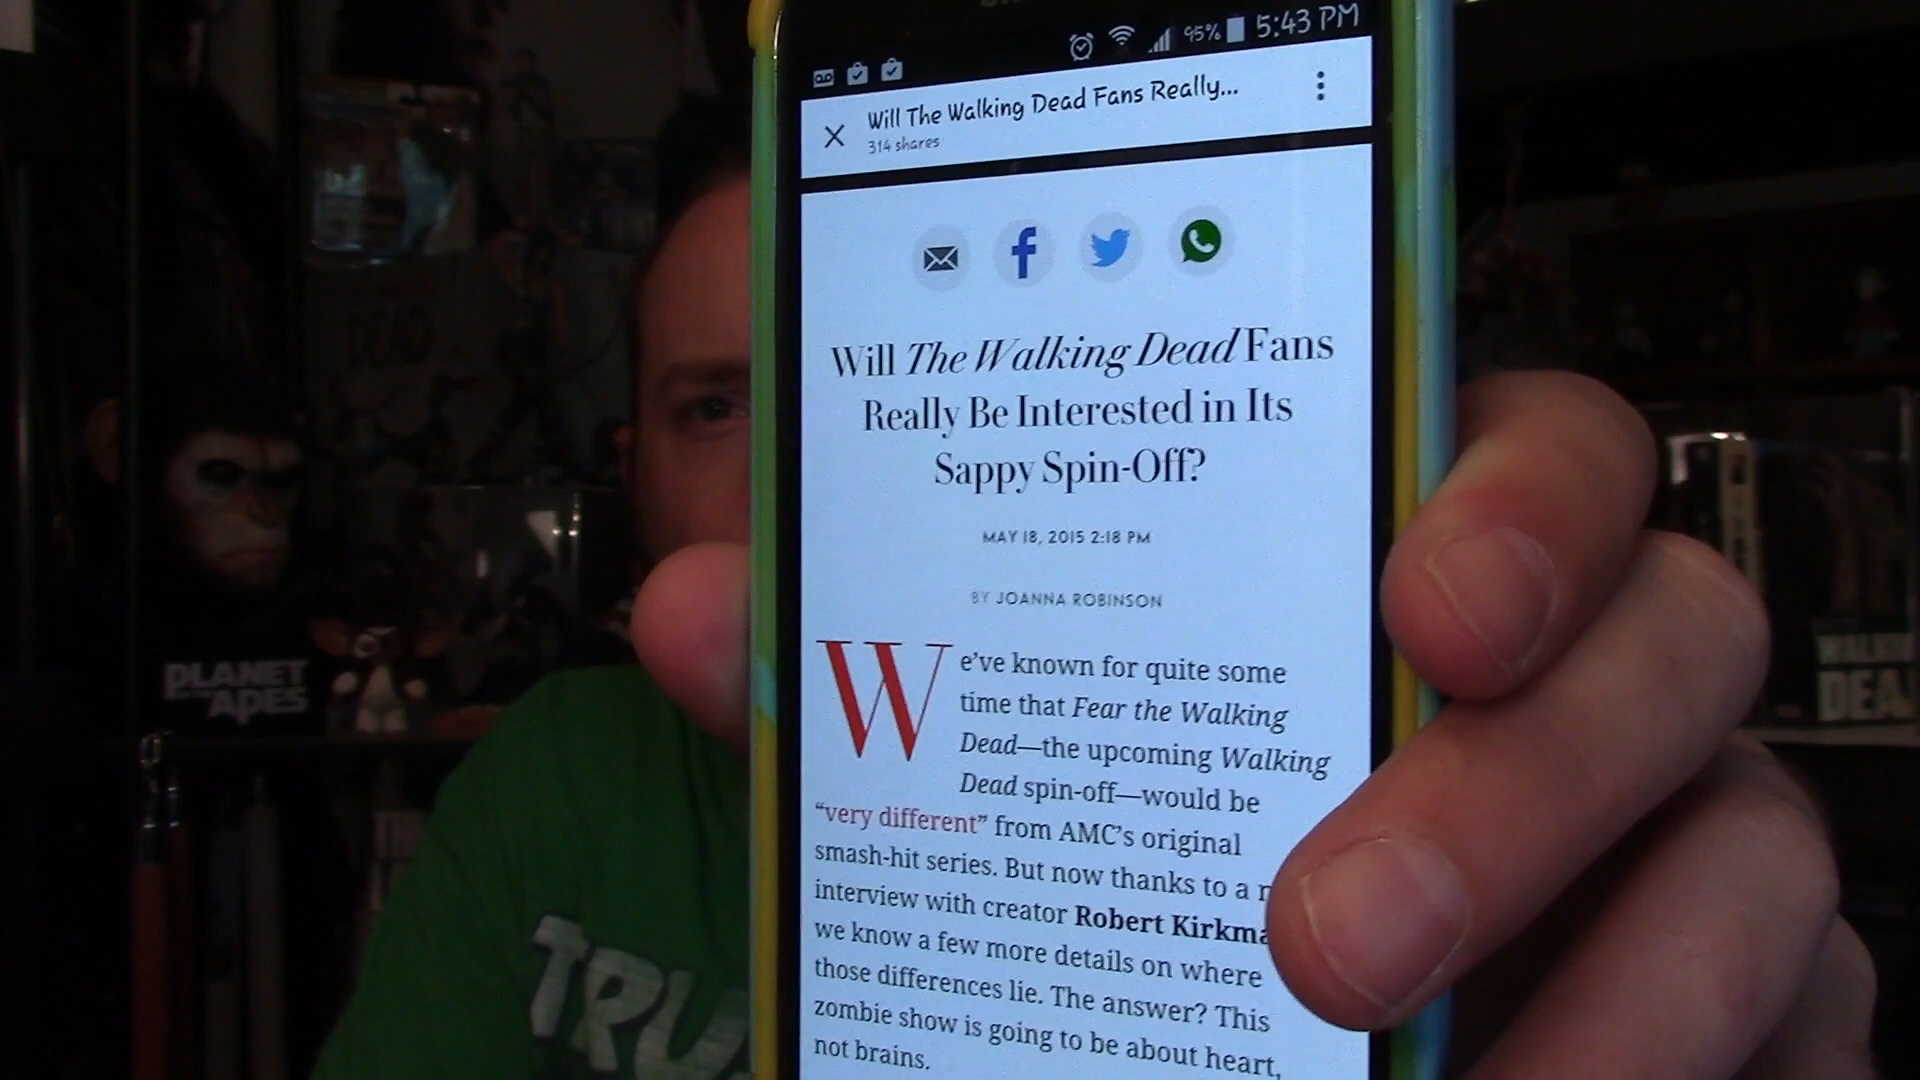 95% 5:43 PM
Will The Walking Dead Fans Really...
314 shares
Will The Walking Dead Fans
Really Be Interested in Its
Sappy Spin-Off?
MAY 18, 2015 2:18 PM
BY JOANNA ROBINSON
We've known for quite some
time that Fear the Walking
Dead—the upcoming Walking
Dead spin-off—would be
“very different” from AMC's original
smash-hit series. But now thanks to a
interview with creator Robert Kirkma
we know a few more details on where
those differences lie. The answer? This
zombie show is going to be about heart,
not brains.
PLANET
APES
TRU
WALKIN
DEA